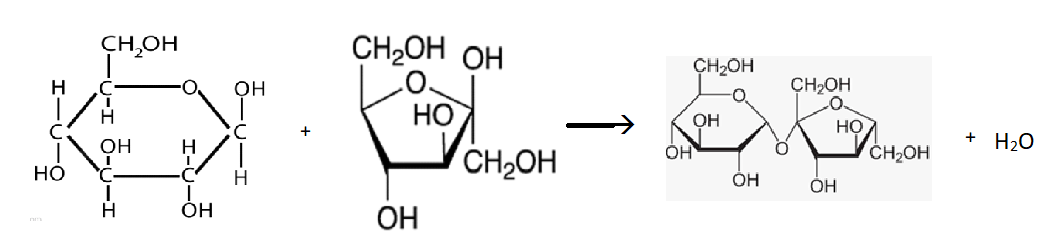 CH₂OH
H C O OH
H
C OH H C
HO C C H
H OH
+
CH₂OH OH
O
HO
CH₂OH
OH
CH₂OH
O CH₂OH
O
OH HO
OH O CH₂OH
OH OH
+ H₂O